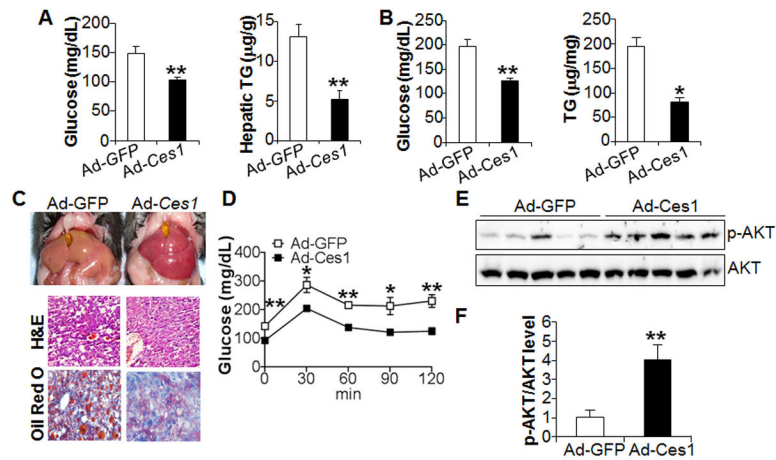 A
Glucose (mg/dL)
200
150
100
50
0
**
Ad-GFP
Ad-Ces1
Hepatic TG (µg/g)
20
15
10
5
0
**
Ad-GFP
Ad-Ces1
B
Glucose (mg/dL)
250
200
150
100
50
0
**
Ad-GFP
Ad-Ces1
TG (µg/mg)
250
200
150
100
50
0
*
Ad-GFP
Ad-Ces1
C
Ad-GFP Ad-Ces1
H&E
Oil Red O
D
Glucose (mg/dL)
400
300
200
100
0
Ad-GFP
Ad-Ces1
** * ** * **
0 30 60 90 120
min
E
Ad-GFP Ad-Ces1
p-AKT
AKT
F
p-AKT/AKT level
6
5
4
2
1
0
**
Ad-GFP Ad-Ces1